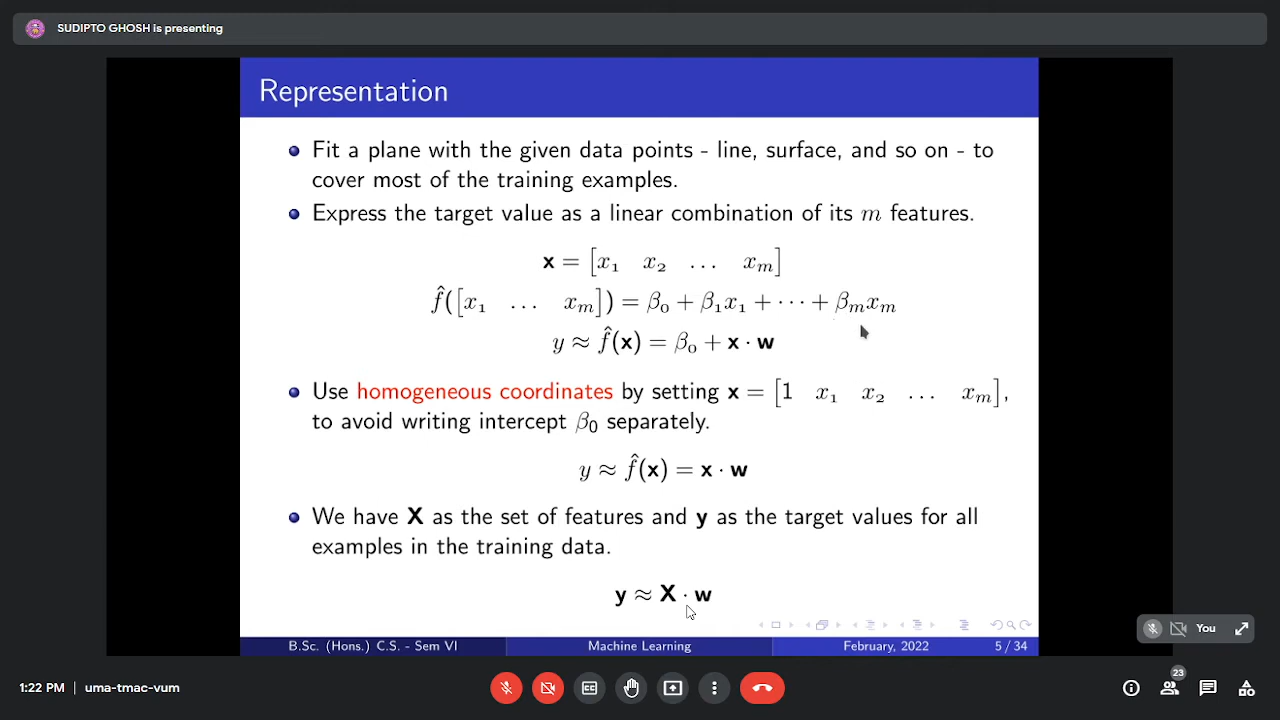 SUDIPTO GHOSH is presenting
Representation
Fit a plane with the given data points - line, surface, and so on - to
cover most of the training examples.
Express the target value as a linear combination of its m features.
x = [x₁ x₂ … xₘ]
f̂([x₁ … xₘ]) = β₀ + β₁x₁ + ⋯ + βₘxₘ
y ≈ f̂(x) = β₀ + x · w
Use homogeneous coordinates by setting x = [1 x₁ x₂ … xₘ],
to avoid writing intercept β₀ separately.
y ≈ f̂(x) = x · w
We have X as the set of features and y as the target values for all
examples in the training data.
y ≈ X · w
You
B.Sc. (Hons.) C.S. - Sem VI Machine Learning February, 2022 5 / 34
23
1:22 PM | uma-tmac-vum